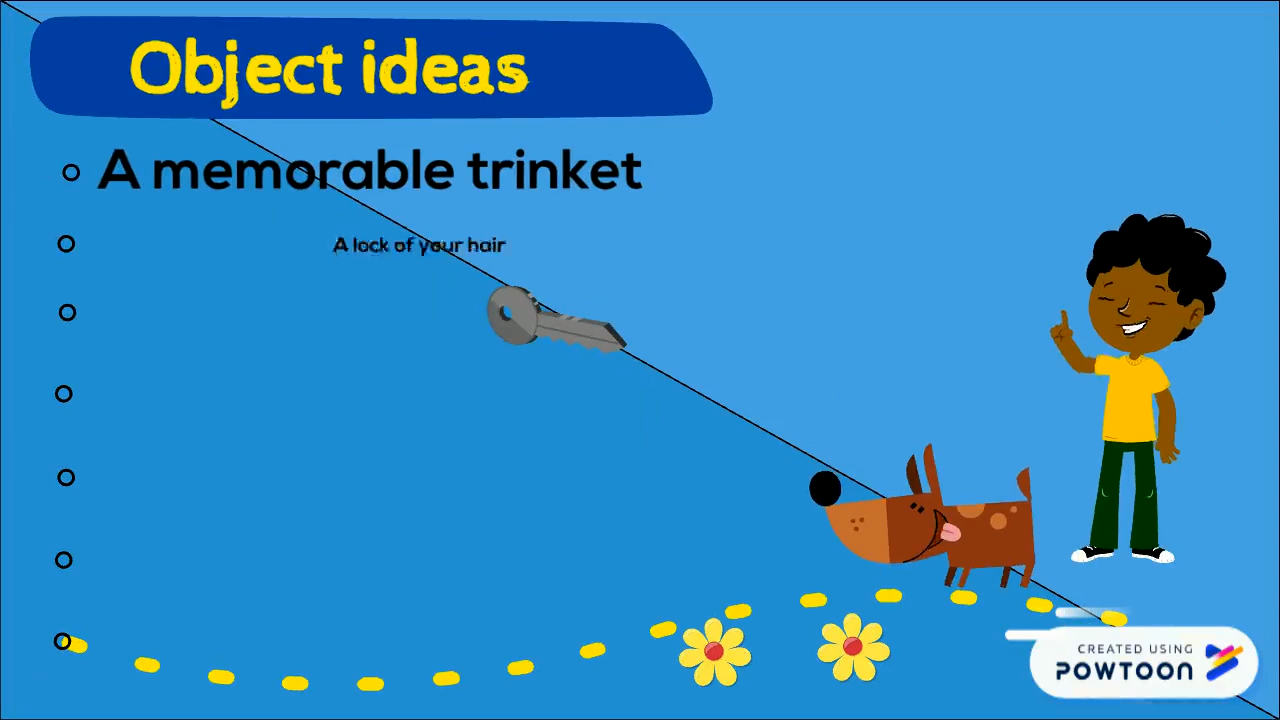 Object ideas
A memorable trinket
A lock of your hair
CREATED USING
POWTOON